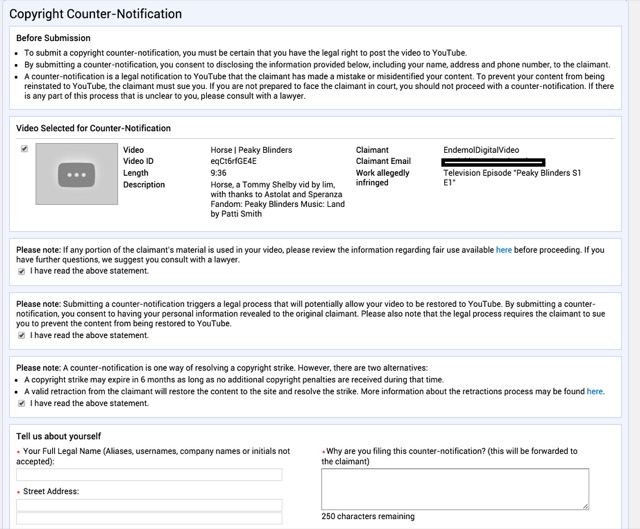 Copyright Counter-Notification
Before Submission
• To submit a copyright counter-notification, you must be certain that you have the legal right to post the video to YouTube.
• By submitting a counter-notification, you consent to disclosing the information provided below, including your name, address and phone number, to the claimant.
• A counter-notification is a legal notification to YouTube that the claimant has made a mistake or misidentified your content. To prevent your content from being
reinstated to YouTube, the claimant must sue you. If you are not prepared to face the claimant in court, you should not proceed with a counter-notification. If there
is any part of this process that is unclear to you, please consult with a lawyer.
Video Selected for Counter-Notification
Video Horse | Peaky Blinders
Video ID eqCt6rfGE4E
Length 9:36
Description Horse, a Tommy Shelby vid by lim,
with thanks to Astolat and Speranza
Fandom: Peaky Blinders Music: Land
by Patti Smith
Claimant EndemolDigitalVideo
Claimant Email
Work allegedly Television Episode "Peaky Blinders S1
infringed E1"
Please note: If any portion of the claimant's material is used in your video, please review the information regarding fair use available here before proceeding. If you
have further questions, we suggest you consult with a lawyer.
I have read the above statement.
Please note: Submitting a counter-notification triggers a legal process that will potentially allow your video to be restored to YouTube. By submitting a counter-
notification, you consent to having your personal information revealed to the original claimant. Please also note that the legal process requires the claimant to sue
you to prevent the content from being restored to YouTube.
I have read the above statement.
Please note: A counter-notification is one way of resolving a copyright strike. However, there are two alternatives:
• A copyright strike may expire in 6 months as long as no additional copyright penalties are received during that time.
• A valid retraction from the claimant will restore the content to the site and resolve the strike. More information about the retractions process may be found here.
I have read the above statement.
Tell us about yourself
• Your Full Legal Name (Aliases, usernames, company names or initials not
accepted):
• Street Address:
• Why are you filing this counter-notification? (this will be forwarded to
the claimant)
250 characters remaining